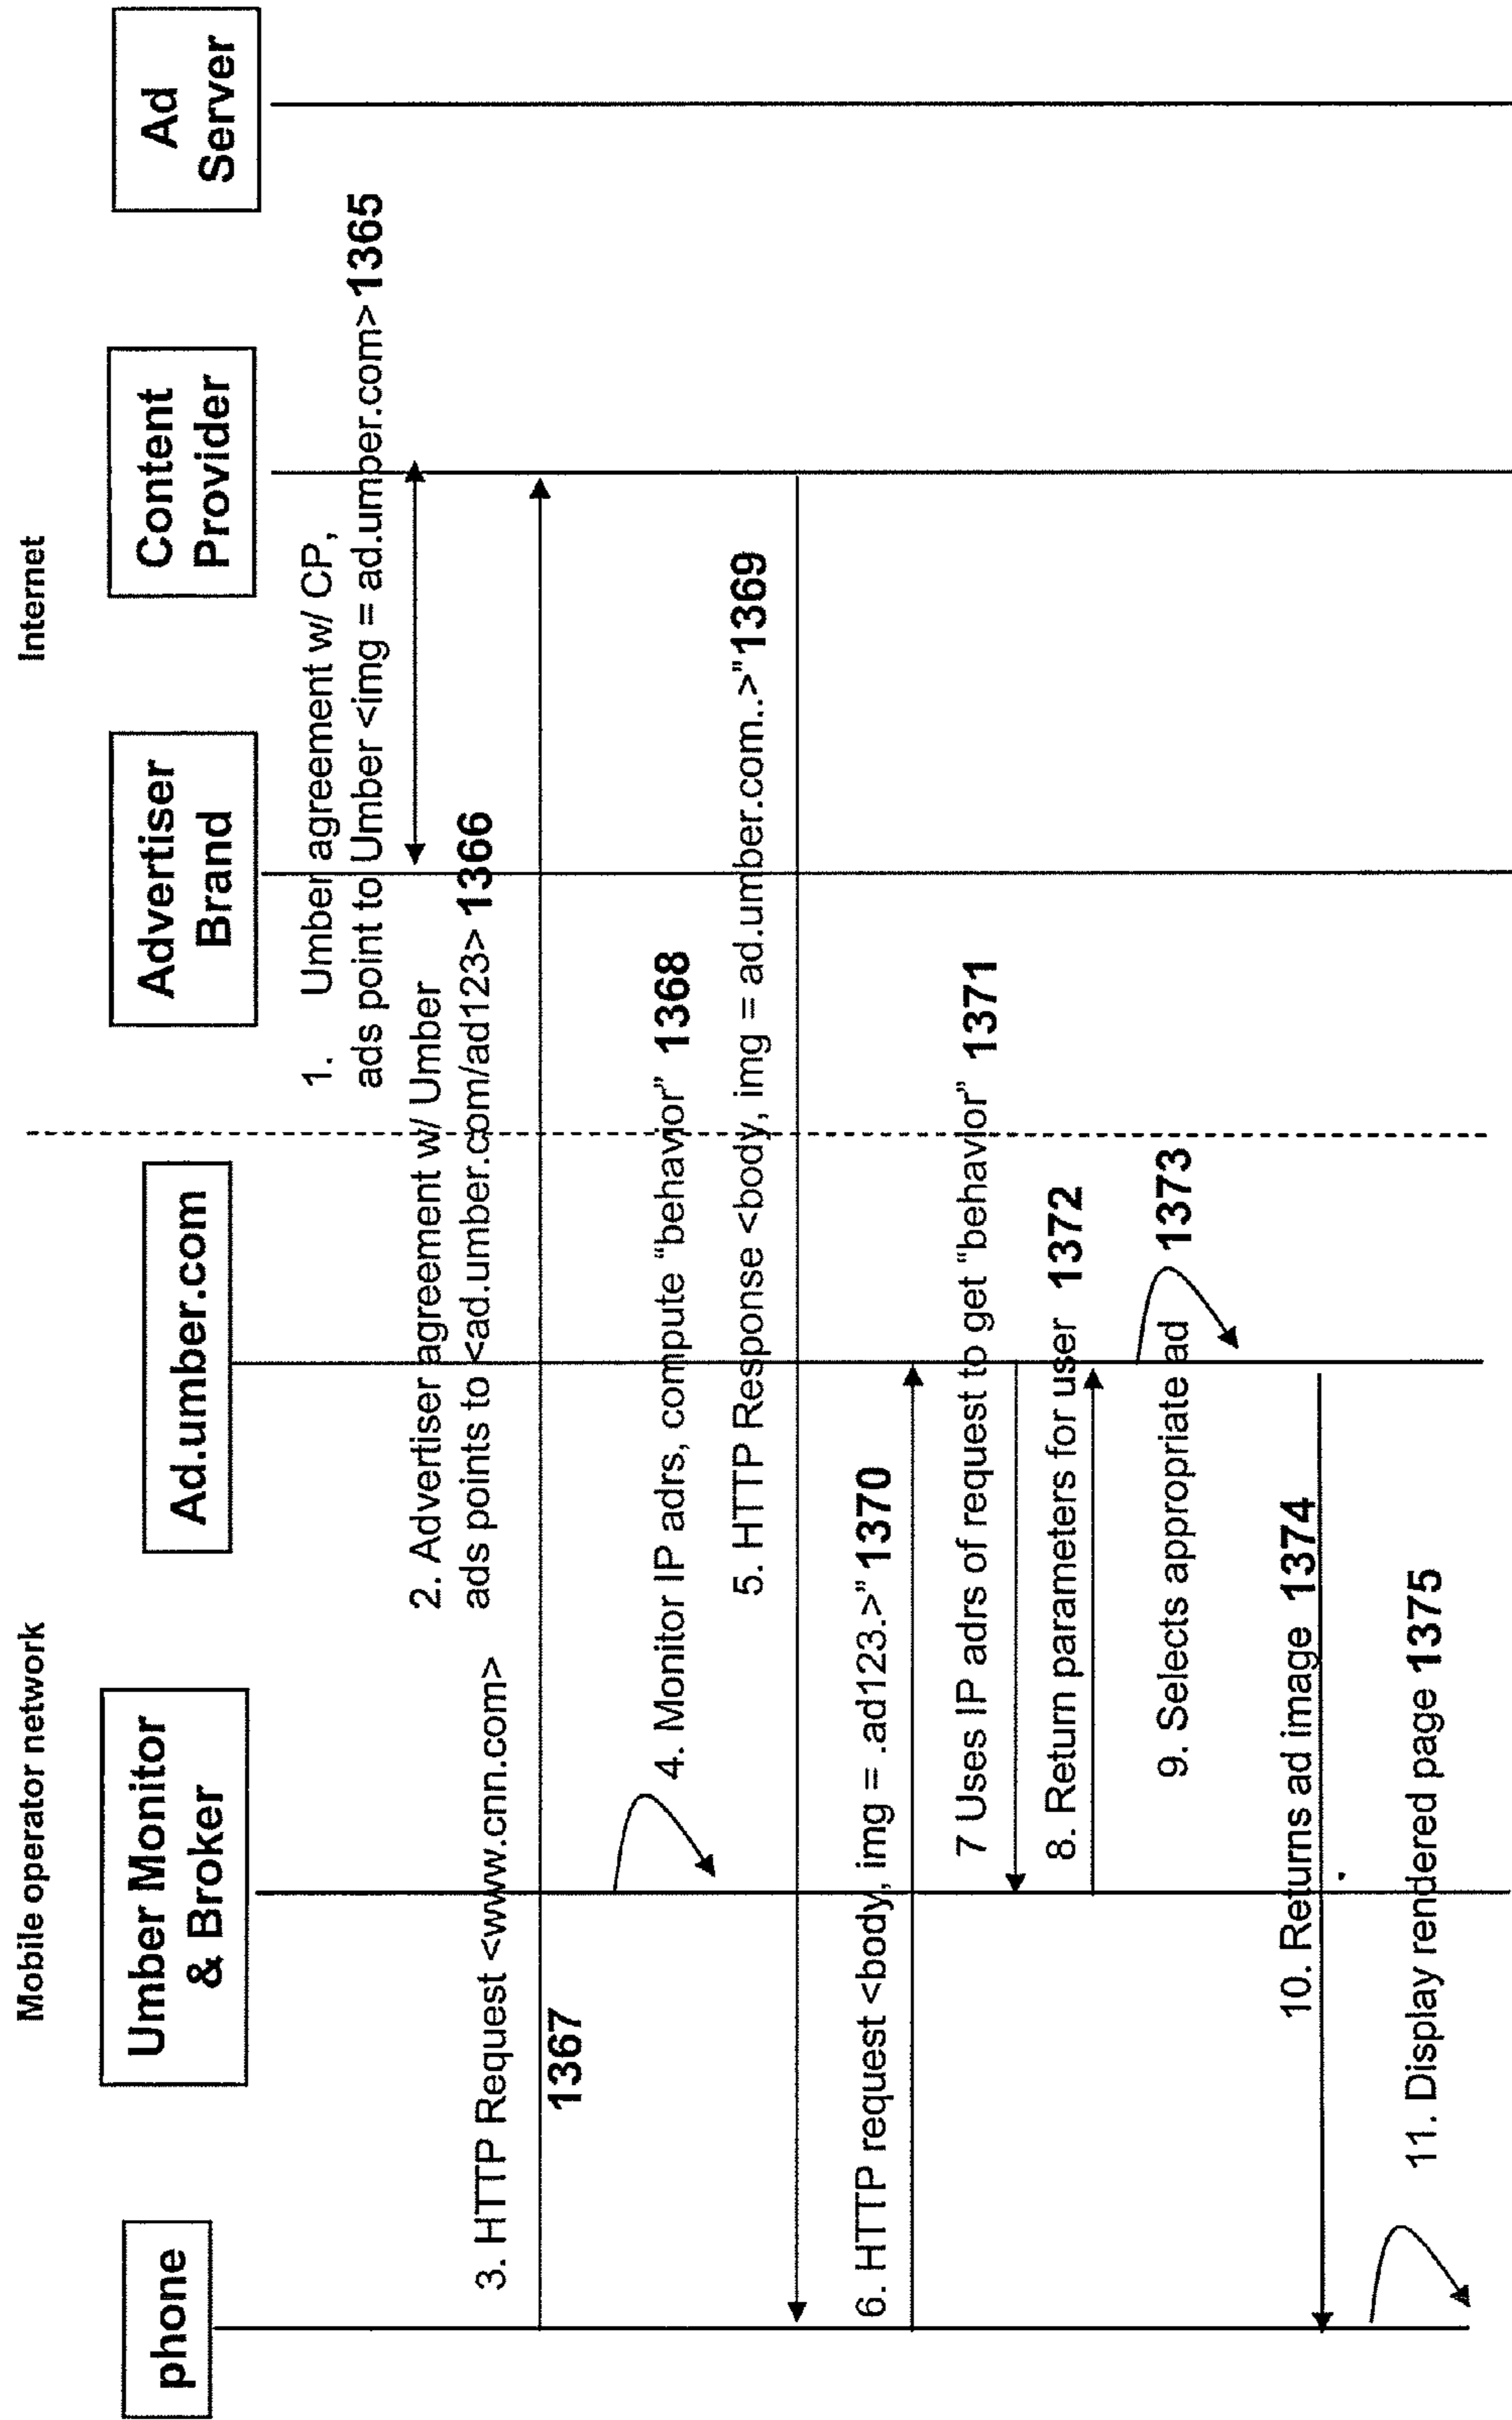 Mobile operator network
Internet
phone
Umber Monitor
& Broker
Ad.umber.com
Advertiser
Brand
Content
Provider
Ad
Server
1. Umber agreement w/ CP,
ads point to Umber <img = ad.umber.com> 1365
2. Advertiser agreement w/ Umber
ads points to <ad.umber.com/ad123> 1366
3. HTTP Request <www.cnn.com>
1367
4. Monitor IP adrs, compute “behavior” 1368
5. HTTP Response <body, img = ad.umber.com..>” 1369
6. HTTP request <body, img = .ad123.>” 1370
7 Uses IP adrs of request to get “behavior” 1371
8. Return parameters for user 1372
9. Selects appropriate ad 1373
10. Returns ad image 1374
11. Display rendered page 1375